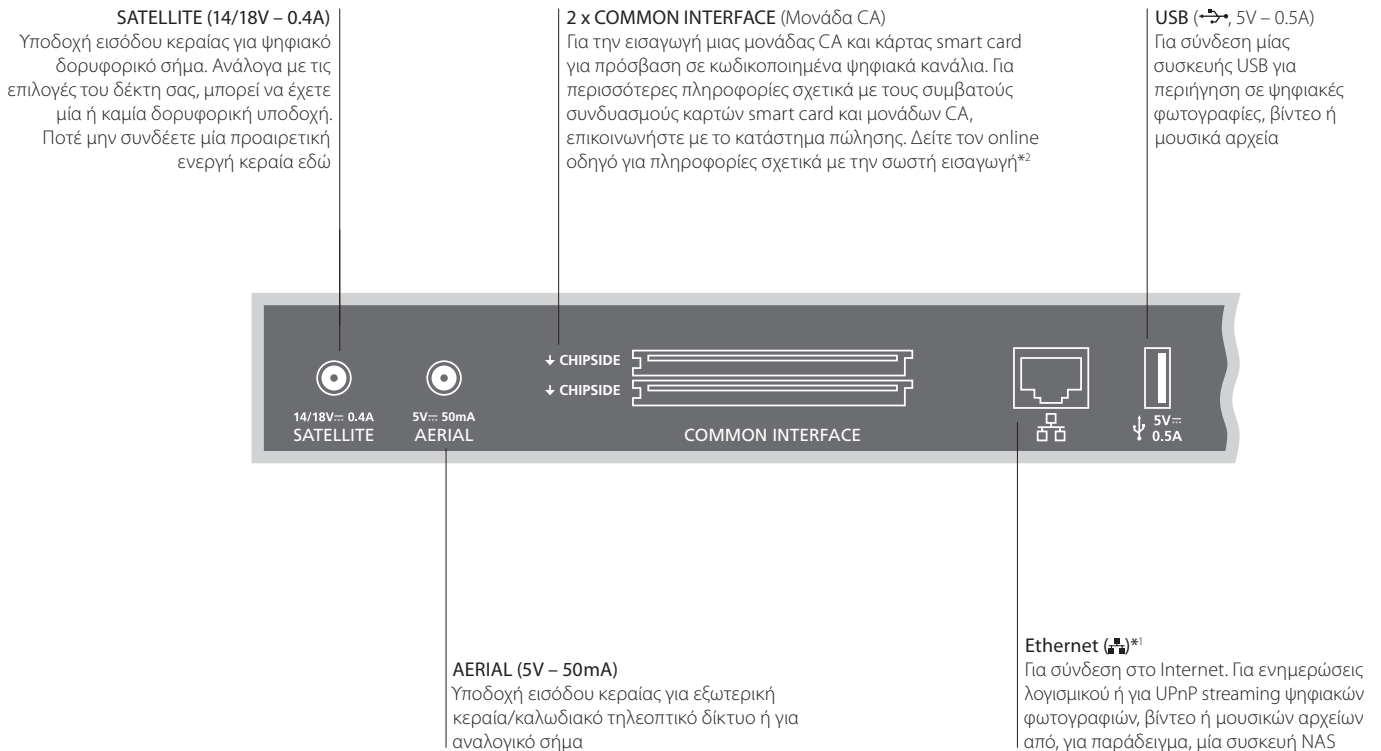 SATELLITE (14/18V – 0.4A)
Υποδοχή εισόδου κεραίας για ψηφιακό
δορυφορικό σήμα. Ανάλογα με τις
επιλογές του δέκτη σας, μπορεί να έχετε
μία ή καμία δορυφορική υποδοχή.
Ποτέ μην συνδέετε μία προαιρετική
ενεργή κεραία εδώ
2 x COMMON INTERFACE (Μονάδα CA)
Για την εισαγωγή μιας μονάδας CA και κάρτας smart card
για πρόσβαση σε κωδικοποιημένα ψηφιακά κανάλια. Για
περισσότερες πληροφορίες σχετικά με τους συμβατούς
συνδυασμούς καρτών smart card και μονάδων CA,
επικοινωνήστε με το κατάστημα πώλησης. Δείτε τον online
οδηγό για πληροφορίες σχετικά με την σωστή εισαγωγή*2
USB (, 5V – 0.5A)
Για σύνδεση μίας
συσκευής USB για
περιήγηση σε ψηφιακές
φωτογραφίες, βίντεο ή
μουσικά αρχεία
CHIPSIDE
CHIPSIDE
14/18V⎓ 0.4A
SATELLITE
5V⎓ 50mA
AERIAL
COMMON INTERFACE
5V⎓
0.5A
AERIAL (5V – 50mA)
Υποδοχή εισόδου κεραίας για εξωτερική
κεραία/καλωδιακό τηλεοπτικό δίκτυο ή για
αναλογικό σήμα
Ethernet ()*1
Για σύνδεση στο Internet. Για ενημερώσεις
λογισμικού ή για UPnP streaming ψηφιακών
φωτογραφιών, βίντεο ή μουσικών αρχείων
από, για παράδειγμα, μία συσκευή NAS